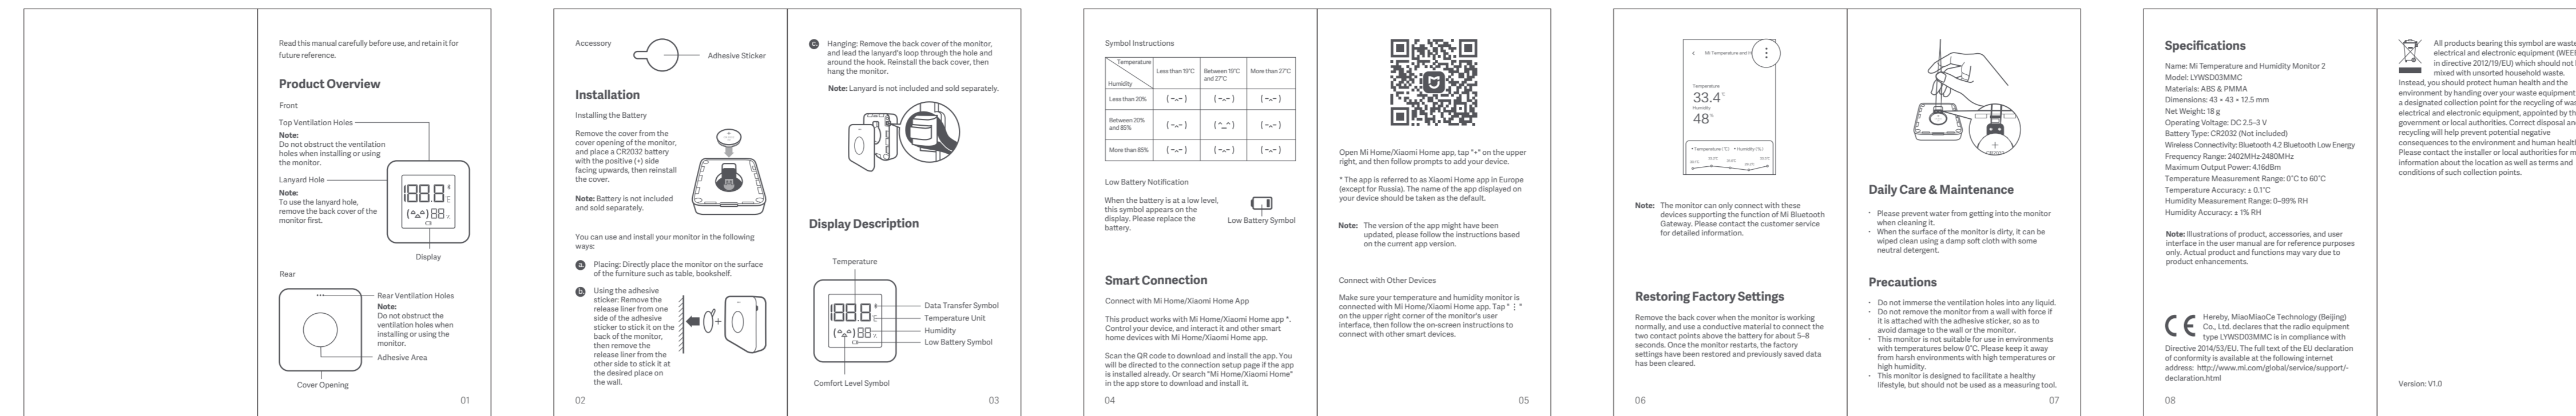 Read this manual carefully before use, and retain it for
future reference.
Product Overview
Front
Top Ventilation Holes
Note:
Do not obstruct the ventilation
holes when installing or using
the monitor.
Lanyard Hole
Note:
To use the lanyard hole,
remove the back cover of the
monitor first.
Display
Rear
Rear Ventilation Holes
Note:
Do not obstruct the
ventilation holes when
installing or using the
monitor.
Adhesive Area
Cover Opening
01
Accessory
Adhesive Sticker
Installation
Installing the Battery
Remove the cover from the
cover opening of the monitor,
and place a CR2032 battery
with the positive (+) side
facing upwards, then reinstall
the cover.
Note: Battery is not included
and sold separately.
You can use and install your monitor in the following
ways:
a. Placing: Directly place the monitor on the surface
of the furniture such as table, bookshelf.
b. Using the adhesive
sticker: Remove the
release liner from one
side of the adhesive
sticker to stick it on the
back of the monitor,
then remove the
release liner from the
other side to stick it at
the desired place on
the wall.
02
c. Hanging: Remove the back cover of the monitor,
and lead the lanyard's loop through the hole and
around the hook. Reinstall the back cover, then
hang the monitor.
Note: Lanyard is not included and sold separately.
Display Description
Temperature
Data Transfer Symbol
Temperature Unit
Humidity
Low Battery Symbol
Comfort Level Symbol
03
Symbol Instructions
Temperature
Humidity
Less than 19°C
Between 19°C
and 27°C
More than 27°C
Less than 20%
(-^-) (-^-) (-^-)
Between 20%
and 85%
(-^-) (^_^) (-^-)
More than 85%
(-^-) (-^-) (-^-)
Low Battery Notification
When the battery is at a low level,
this symbol appears on the
display. Please replace the
battery.
Low Battery Symbol
Smart Connection
Connect with Mi Home/Xiaomi Home App
This product works with Mi Home/Xiaomi Home app *.
Control your device, and interact it and other smart
home devices with Mi Home/Xiaomi Home app.
Scan the QR code to download and install the app. You
will be directed to the connection setup page if the app
is installed already. Or search "Mi Home/Xiaomi Home"
in the app store to download and install it.
04
Open Mi Home/Xiaomi Home app, tap "+" on the upper
right, and then follow prompts to add your device.
* The app is referred to as Xiaomi Home app in Europe
(except for Russia). The name of the app displayed on
your device should be taken as the default.
Note: The version of the app might have been
updated, please follow the instructions based
on the current app version.
Connect with Other Devices
Make sure your temperature and humidity monitor is
connected with Mi Home/Xiaomi Home app. Tap " ⋮ "
on the upper right corner of the monitor's user
interface, then follow the on-screen instructions to
connect with other smart devices.
05
Mi Temperature and H
Temperature
33.4
Humidity
48%
Temperature (°C) Humidity (%)
Note: The monitor can only connect with these
devices supporting the function of Mi Bluetooth
Gateway. Please contact the customer service
for detailed information.
Restoring Factory Settings
Remove the back cover when the monitor is working
normally, and use a conductive material to connect the
two contact points above the battery for about 5–8
seconds. Once the monitor restarts, the factory
settings have been restored and previously saved data
has been cleared.
06
Daily Care & Maintenance
· Please prevent water from getting into the monitor
when cleaning it.
· When the surface of the monitor is dirty, it can be
wiped clean using a damp soft cloth with some
neutral detergent.
Precautions
· Do not immerse the ventilation holes into any liquid.
· Do not remove the monitor from a wall with force if
it is attached with the adhesive sticker, so as to
avoid damage to the wall or the monitor.
· This monitor is not suitable for use in environments
with temperatures below 0°C. Please keep it away
from harsh environments with high temperatures or
high humidity.
· This monitor is designed to facilitate a healthy
lifestyle, but should not be used as a measuring tool.
07
Specifications
Name: Mi Temperature and Humidity Monitor 2
Model: LYWSD03MMC
Materials: ABS & PMMA
Dimensions: 43 × 43 × 12.5 mm
Net Weight: 18 g
Operating Voltage: DC 2.5–3 V
Battery Type: CR2032 (Not included)
Wireless Connectivity: Bluetooth 4.2 Bluetooth Low Energy
Frequency Range: 2402MHz-2480MHz
Maximum Output Power: 4.16dBm
Temperature Measurement Range: 0°C to 60°C
Temperature Accuracy: ± 0.1°C
Humidity Measurement Range: 0–99% RH
Humidity Accuracy: ± 1% RH
Note: Illustrations of product, accessories, and user
interface in the user manual are for reference purposes
only. Actual product and functions may vary due to
product enhancements.
CE Hereby, MiaoMiaoCe Technology (Beijing)
Co., Ltd. declares that the radio equipment
type LYWSD03MMC is in compliance with
Directive 2014/53/EU. The full text of the EU declaration
of conformity is available at the following internet
address: http://www.mi.com/global/service/support/-
declaration.html
08
All products bearing this symbol are waste
electrical and electronic equipment (WEEE
in directive 2012/19/EU) which should not
mixed with unsorted household waste.
Instead, you should protect human health and the
environment by handing over your waste equipment
a designated collection point for the recycling of
electrical and electronic equipment, appointed by
government or local authorities. Correct disposal
recycling will help prevent potential negative
consequences to the environment and human
Please contact the installer or local authorities for
information about the location as well as terms and
conditions of such collection points.
Version: V1.0